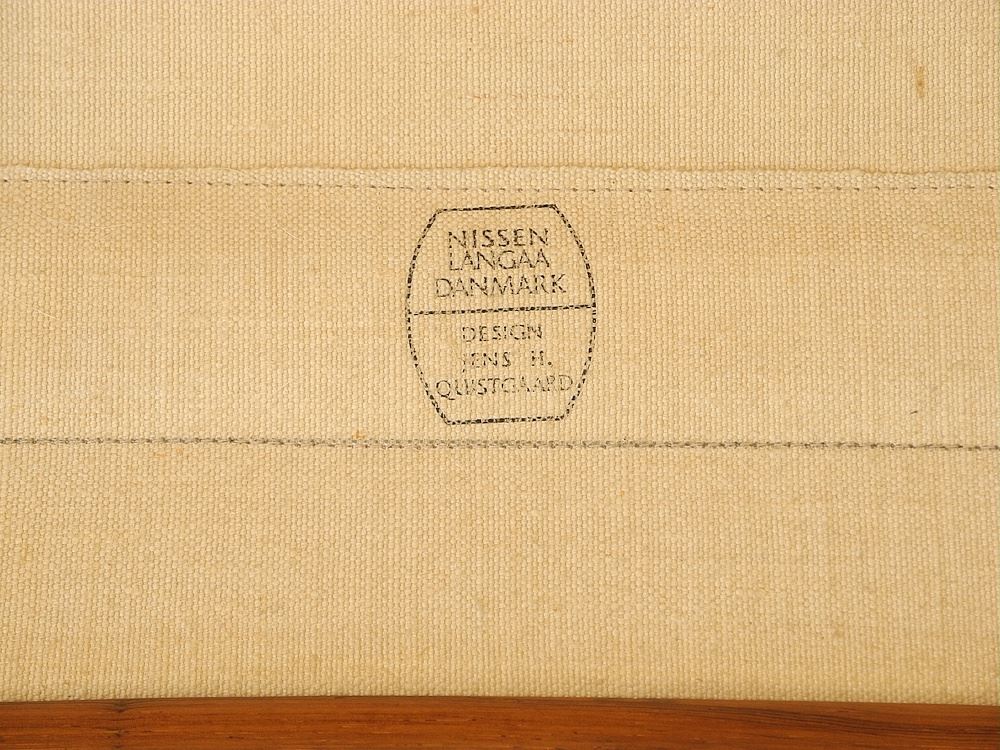 NISSEN
LANGAA
DANMARK
DESIGN
JENS H.
QUISTGAARD